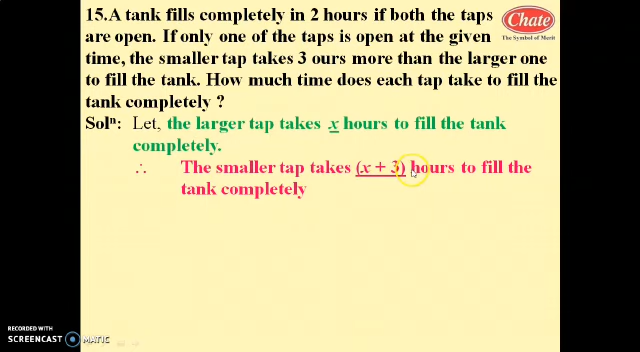 15.A tank fills completely in 2 hours if both the taps
are open. If only one of the taps is open at the given
time, the smaller tap takes 3 ours more than the larger one
to fill the tank. How much time does each tap take to fill the
tank completely ?
Chate
The Symbol of Merit
Solⁿ: Let, the larger tap takes x hours to fill the tank
completely.
∴ The smaller tap takes (x + 3) hours to fill the
tank completely
RECORDED WITH
SCREENCAST MATIC